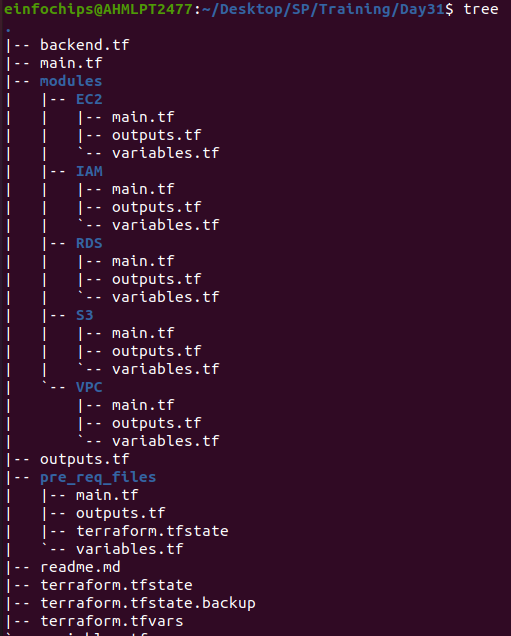 einfochips@AHMLPT2477:~/Desktop/SP/Training/Day31$ tree
.
|-- backend.tf
|-- main.tf
|-- modules
|   |-- EC2
|   |   |-- main.tf
|   |   |-- outputs.tf
|   |   `-- variables.tf
|   |-- IAM
|   |   |-- main.tf
|   |   |-- outputs.tf
|   |   `-- variables.tf
|   |-- RDS
|   |   |-- main.tf
|   |   |-- outputs.tf
|   |   `-- variables.tf
|   |-- S3
|   |   |-- main.tf
|   |   |-- outputs.tf
|   |   `-- variables.tf
|   `-- VPC
|       |-- main.tf
|       |-- outputs.tf
|       `-- variables.tf
|-- outputs.tf
|-- pre_req_files
|   |-- main.tf
|   |-- outputs.tf
|   |-- terraform.tfstate
|   `-- variables.tf
|-- readme.md
|-- terraform.tfstate
|-- terraform.tfstate.backup
|-- terraform.tfvars